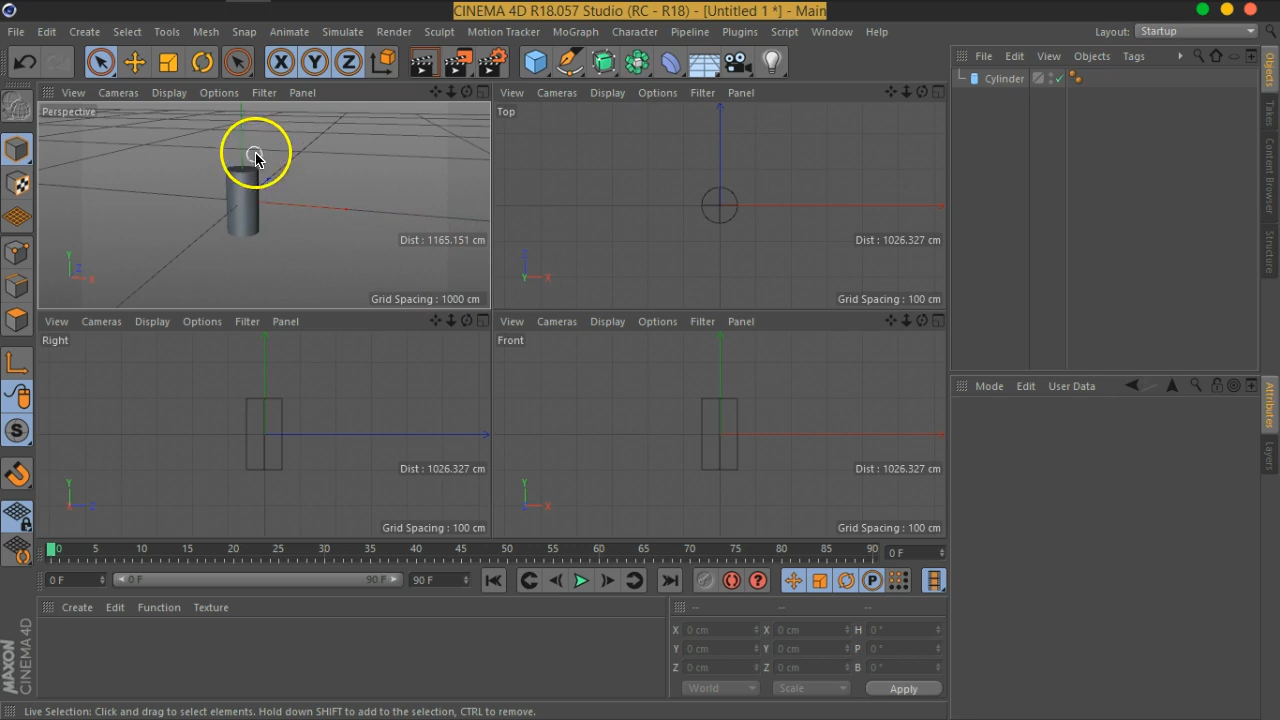 CINEMA 4D R18.057 Studio (RC - R18) - [Untitled 1 *] - Main
File Edit Create Select Tools Mesh Snap Animate Simulate Render Sculpt Motion Tracker MoGraph Character Pipeline Plugins Script Window Help Layout: Startup
File Edit View Objects Tags
Cylinder
View Cameras Display Options Filter Panel
Perspective
Dist : 1165.151 cm
Grid Spacing : 1000 cm
Y
Z
X
View Cameras Display Options Filter Panel
Top
Dist : 1026.327 cm
Grid Spacing : 100 cm
Z
Y X
View Cameras Display Options Filter Panel
Right
Dist : 1026.327 cm
Grid Spacing : 100 cm
Y
X Z
View Cameras Display Options Filter Panel
Front
Dist : 1026.327 cm
Grid Spacing : 100 cm
Y
Z X
Objects
Takes
Content Browser
Structure
Mode Edit User Data
Attributes
Layers
0 5 10 15 20 25 30 35 40 45 50 55 60 65 70 75 80 85 90 0 F
0 F 0 F 90 F 90 F
Create Edit Function Texture
-- -- --
X 0 cm X 0 cm H 0 °
Y 0 cm Y 0 cm P 0 °
Z 0 cm Z 0 cm B 0 °
World Scale Apply
MAXON
CINEMA 4D
Live Selection: Click and drag to select elements. Hold down SHIFT to add to the selection, CTRL to remove.